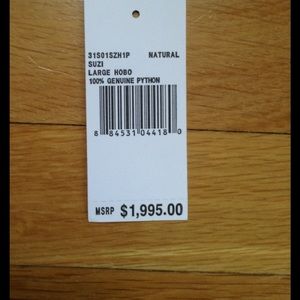 31S01SZH1P NATURAL
SUZI
LARGE HOBO
100% GENUINE PYTHON
8 84531 04418 0
MSRP $1,995.00